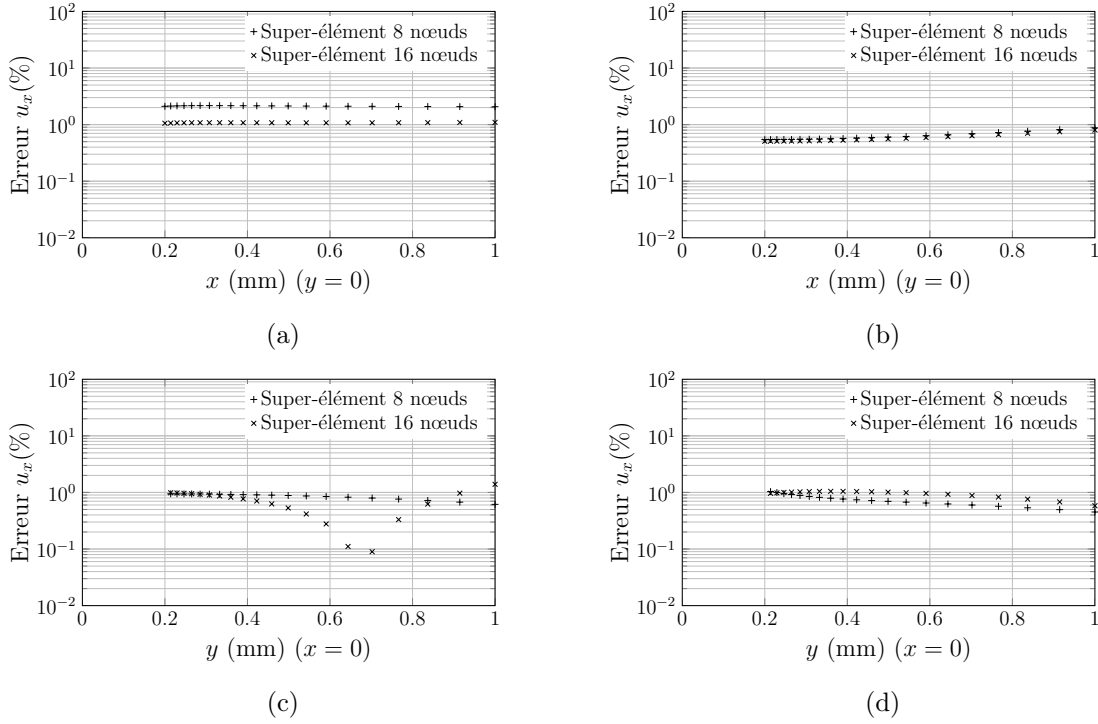 10^2
10^1
10^0
10^−1
10^−2
Erreur u_x(%)
+ Super-élément 8 nœuds
× Super-élément 16 nœuds
0 0.2 0.4 0.6 0.8 1
x (mm) (y = 0)
(a)
10^2
10^1
10^0
10^−1
10^−2
Erreur u_x(%)
+ Super-élément 8 nœuds
× Super-élément 16 nœuds
0 0.2 0.4 0.6 0.8 1
x (mm) (y = 0)
(b)
10^2
10^1
10^0
10^−1
10^−2
Erreur u_x(%)
+ Super-élément 8 nœuds
× Super-élément 16 nœuds
0 0.2 0.4 0.6 0.8 1
y (mm) (x = 0)
(c)
10^2
10^1
10^0
10^−1
10^−2
Erreur u_x(%)
+ Super-élément 8 nœuds
× Super-élément 16 nœuds
0 0.2 0.4 0.6 0.8 1
y (mm) (x = 0)
(d)